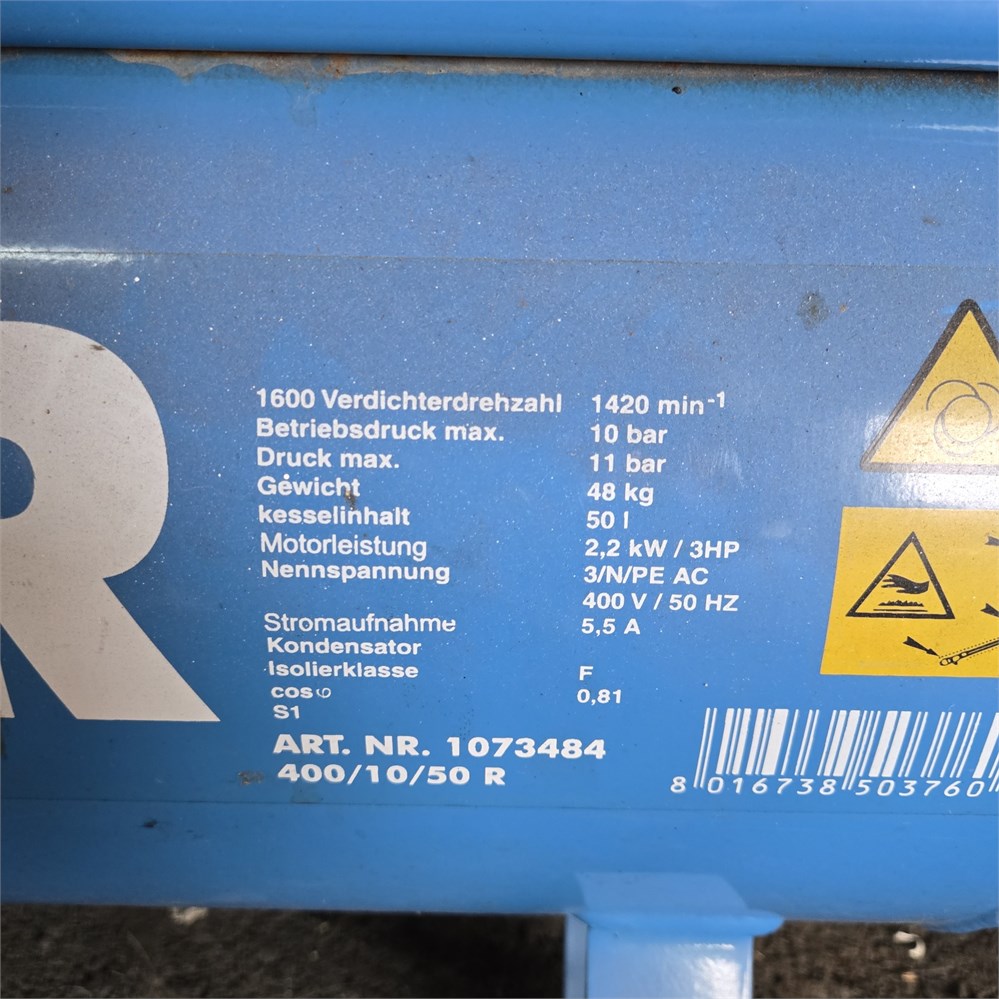 R
1600 Verdichterdrehzahl 1420 min-1
Betriebsdruck max. 10 bar
Druck max. 11 bar
Gewicht 48 kg
kesselinhalt 50 l
Motorleistung 2,2 kW / 3HP
Nennspannung 3/N/PE AC
400 V / 50 HZ
Stromaufnahme 5,5 A
Kondensator
Isolierklasse F
cos φ 0,81
S1
ART. NR. 1073484
400/10/50 R
8 016738 503760